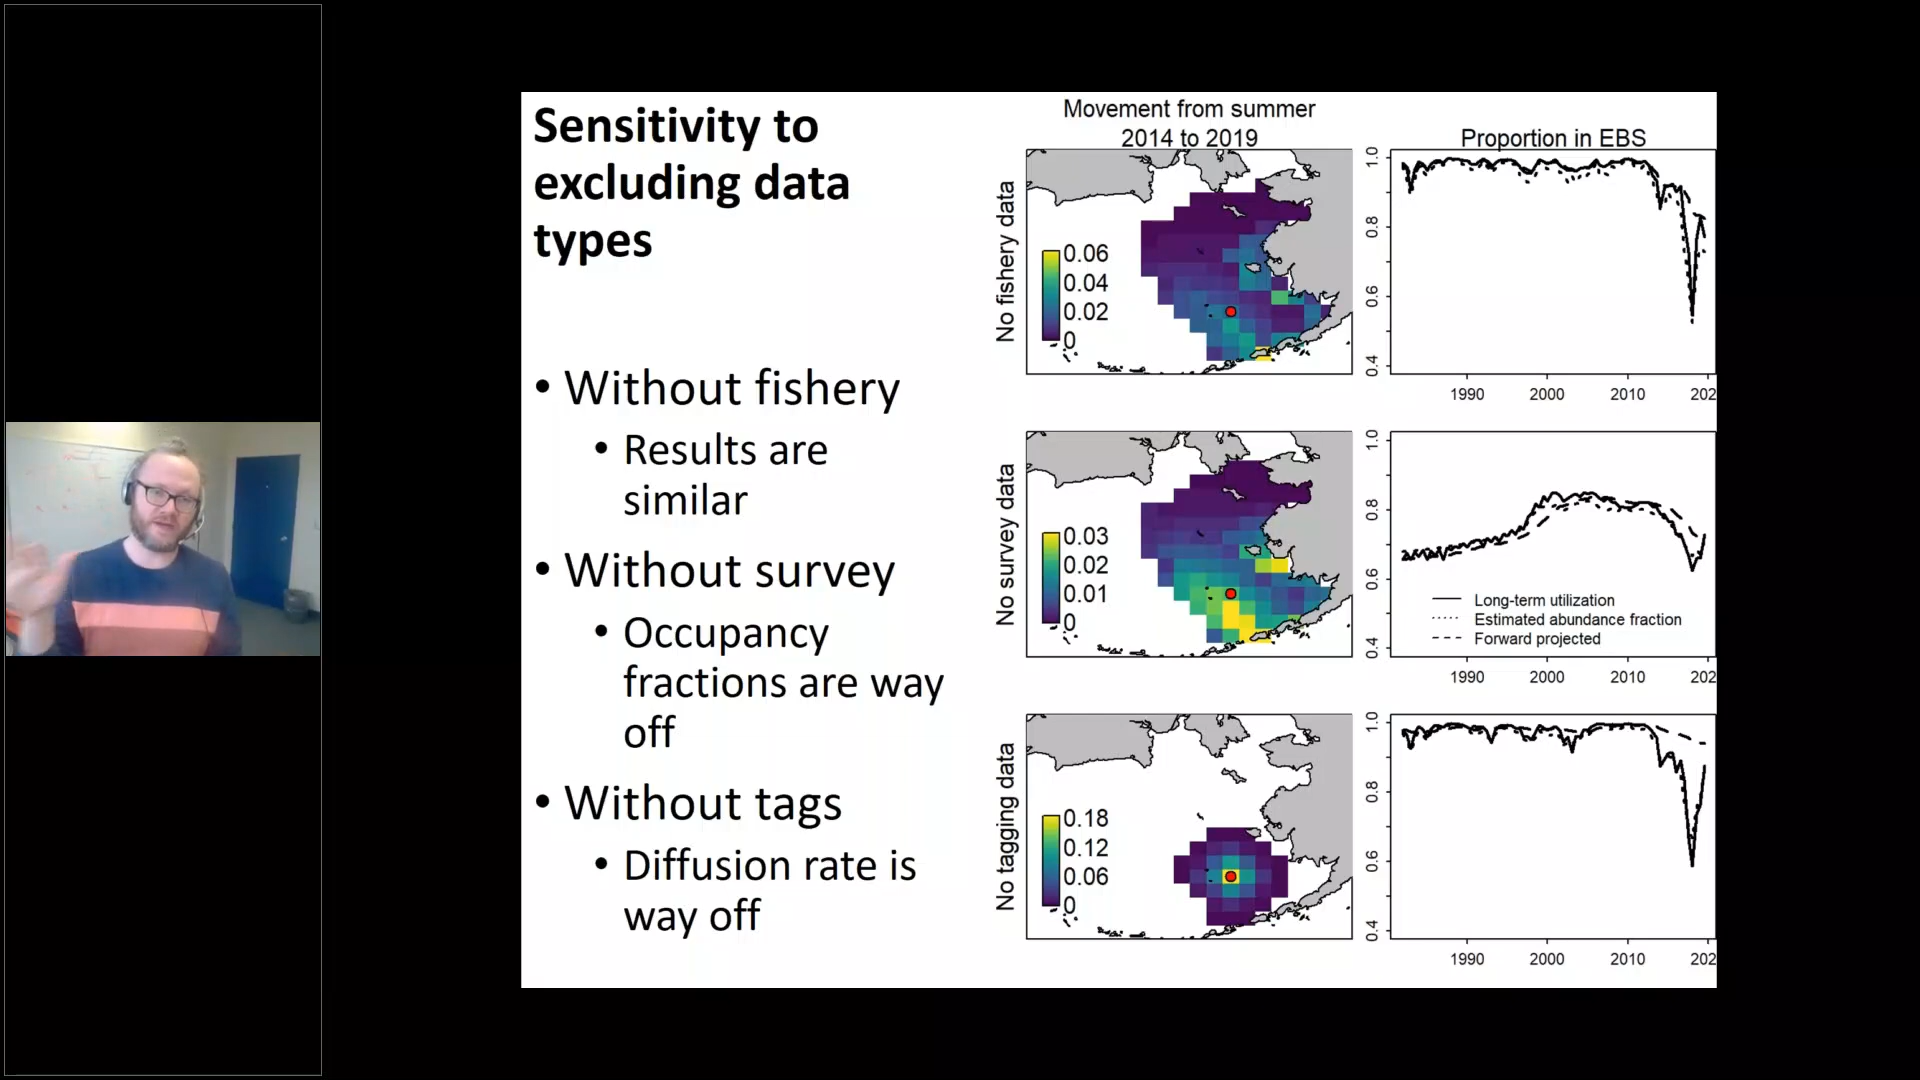 Sensitivity to
excluding data
types
• Without fishery
• Results are
similar
• Without survey
• Occupancy
fractions are way
off
• Without tags
• Diffusion rate is
way off
Movement from summer
2014 to 2019
Proportion in EBS
No fishery data
0.06
0.04
0.02
0
1.0
0.8
0.6
0.4
1990
2000
2010
202
No survey data
0.03
0.02
0.01
0
1.0
0.8
0.6
0.4
Long-term utilization
Estimated abundance fraction
Forward projected
1990
2000
2010
202
No tagging data
0.18
0.12
0.06
0
1.0
0.8
0.6
0.4
1990
2000
2010
202